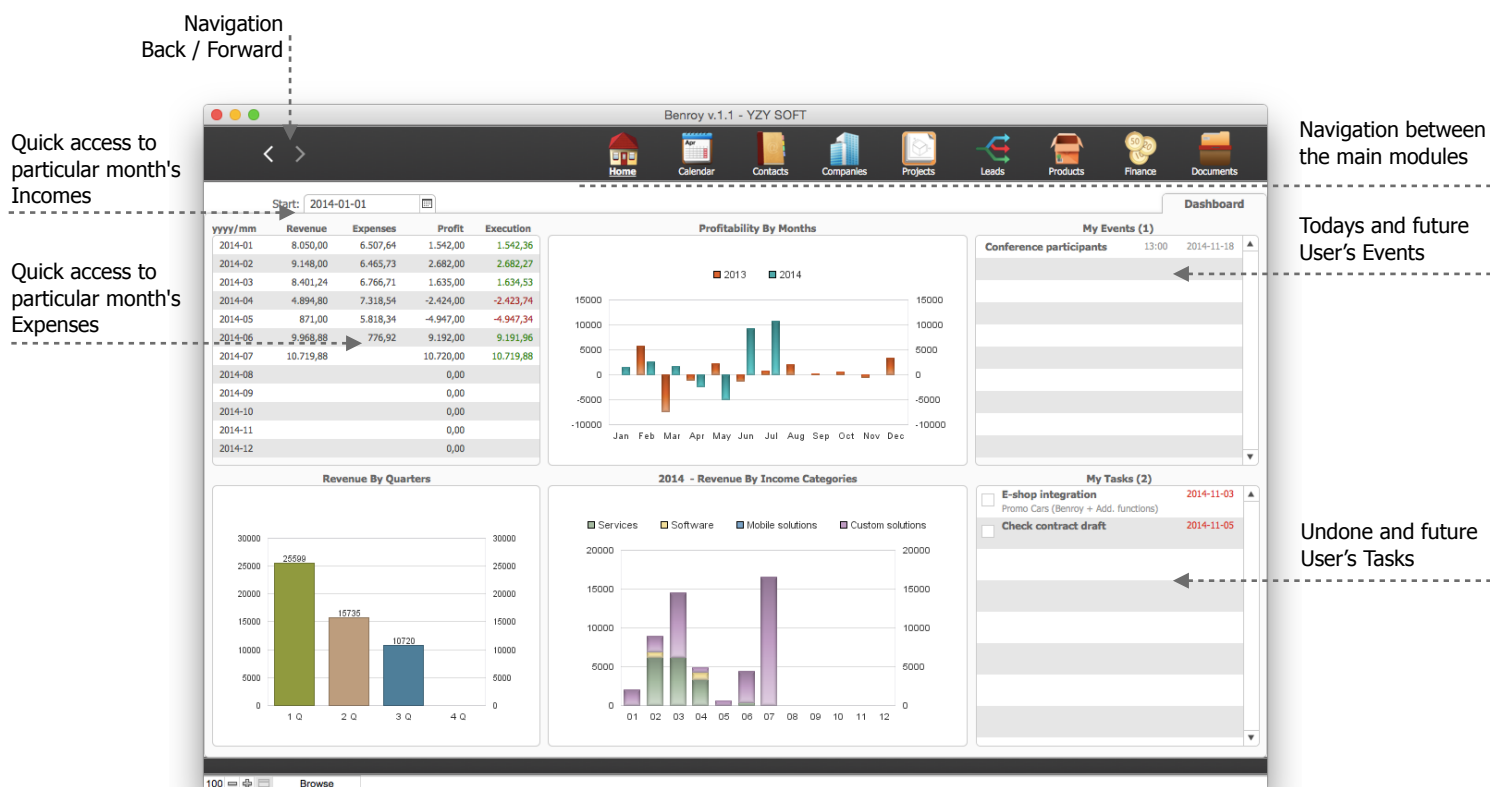 Navigation
Back / Forward
Quick access to
particular month's
Incomes
Quick access to
particular month's
Expenses
Navigation between
the main modules
Todays and future
User’s Events
Undone and future
User’s Tasks
Benroy v.1.1 - YZY SOFT
Home Calendar Contacts Companies Projects Leads Products Finance Documents
Start: 2014-01-01
Dashboard
yyyy/mm Revenue Expenses Profit Execution
2014-01 8.050,00 6.507,64 1.542,00 1.542,36
2014-02 9.148,00 6.465,73 2.682,00 2.682,27
2014-03 8.401,24 6.766,71 1.635,00 1.634,53
2014-04 4.894,80 7.318,54 -2.424,00 -2.423,74
2014-05 871,00 5.818,34 -4.947,00 -4.947,34
2014-06 9.968,88 776,92 9.192,00 9.191,96
2014-07 10.719,88 10.720,00 10.719,88
2014-08 0,00
2014-09 0,00
2014-10 0,00
2014-11 0,00
2014-12 0,00
Profitability By Months
2013 2014
15000 15000
10000 10000
5000 5000
0 0
-5000 -5000
-10000 -10000
Jan Feb Mar Apr May Jun Jul Aug Sep Oct Nov Dec
My Events (1)
Conference participants 13:00 2014-11-18
Revenue By Quarters
30000 30000
25599
25000 25000
20000 20000
15735
15000 15000
10720
10000 10000
5000 5000
0 0
1 Q 2 Q 3 Q 4 Q
2014 - Revenue By Income Categories
Services Software Mobile solutions Custom solutions
20000 20000
15000 15000
10000 10000
5000 5000
0 0
01 02 03 04 05 06 07 08 09 10 11 12
My Tasks (2)
E-shop integration 2014-11-03
Promo Cars (Benroy + Add. functions)
Check contract draft 2014-11-05
100 Browse